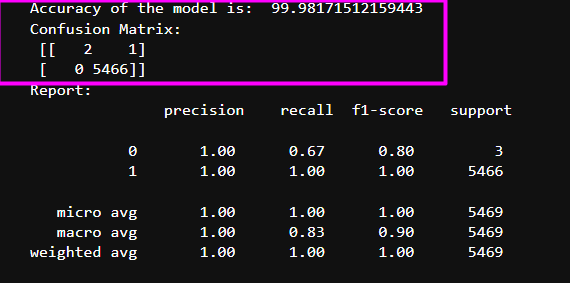 Accuracy of the model is:  99.98171512159443
Confusion Matrix:
[[   2    1]
[   0 5466]]
Report:
precision    recall  f1-score   support
0       1.00      0.67      0.80         3
1       1.00      1.00      1.00      5466
micro avg       1.00      1.00      1.00      5469
macro avg       1.00      0.83      0.90      5469
weighted avg       1.00      1.00      1.00      5469